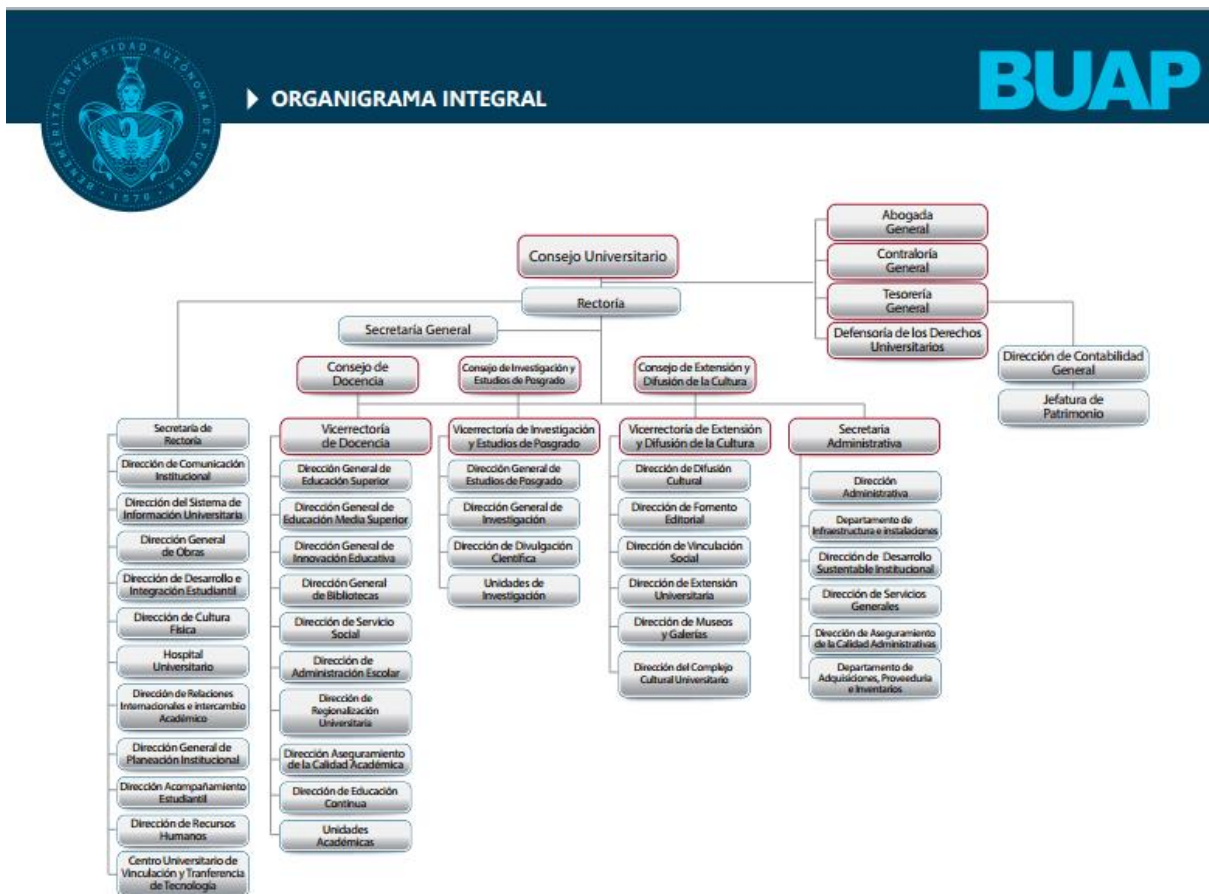 BENEMÉRITA UNIVERSIDAD AUTÓNOMA DE PUEBLA
· 1578 ·
ORGANIGRAMA INTEGRAL
BUAP
Consejo Universitario
Rectoría
Secretaría General
Abogada
General
Contraloría
General
Tesorería
General
Defensoría de los Derechos
Universitarios
Dirección de Contabilidad
General
Jefatura de
Patrimonio
Consejo de
Docencia
Consejo de Investigación y
Estudios de Posgrado
Consejo de Extensión y
Difusión de la Cultura
Secretaría de
Rectoría
Dirección de Comunicación
Institucional
Dirección del Sistema de
Información Universitaria
Dirección General
de Obras
Dirección de Desarrollo e
Integración Estudiantil
Dirección de Cultura
Física
Hospital
Universitario
Dirección de Relaciones
Internacionales e intercambio
Académico
Dirección General de
Planeación Institucional
Dirección Acompañamiento
Estudiantil
Dirección de Recursos
Humanos
Centro Universitario de
Vinculación y Tranferencia
de Tecnología
Vicerrectoría
de Docencia
Dirección General de
Educación Superior
Dirección General de
Educación Media Superior
Dirección General de
Innovación Educativa
Dirección General
de Bibliotecas
Dirección de Servicio
Social
Dirección de
Administración Escolar
Dirección de
Regionalización
Universitaria
Dirección Aseguramiento
de la Calidad Académica
Dirección de Educación
Continua
Unidades
Académicas
Vicerrectoría de Investigación
y Estudios de Posgrado
Dirección General de
Estudios de Posgrado
Dirección General de
Investigación
Dirección de Divulgación
Científica
Unidades de
Investigación
Vicerrectoría de Extensión
y Difusión de la Cultura
Dirección de Difusión
Cultural
Dirección de Fomento
Editorial
Dirección de Vinculación
Social
Dirección de Extensión
Universitaria
Dirección de Museos
y Galerías
Dirección del Complejo
Cultural Universitario
Secretaria
Administrativa
Dirección
Administrativa
Departamento de
Infraestructura e instalaciones
Dirección de Desarrollo
Sustentable Institucional
Dirección de Servicios
Generales
Dirección de Aseguramiento
de la Calidad Administrativas
Departamento de
Adquisiciones, Proveeduría
e Inventarios